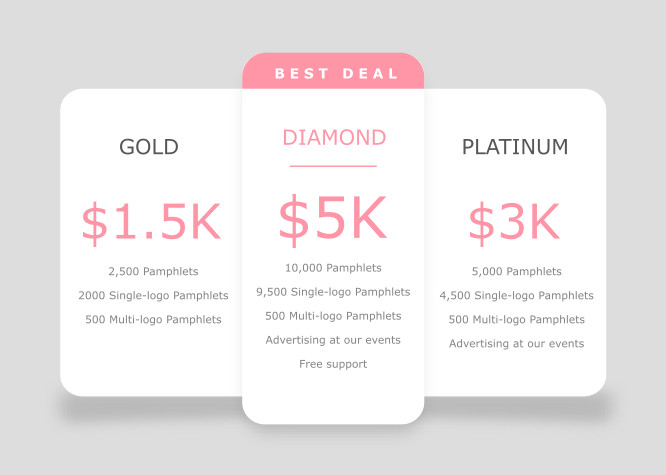 BEST DEAL
GOLD
$1.5K
2,500 Pamphlets
2000 Single-logo Pamphlets
500 Multi-logo Pamphlets
DIAMOND
$5K
10,000 Pamphlets
9,500 Single-logo Pamphlets
500 Multi-logo Pamphlets
Advertising at our events
Free support
PLATINUM
$3K
5,000 Pamphlets
4,500 Single-logo Pamphlets
500 Multi-logo Pamphlets
Advertising at our events